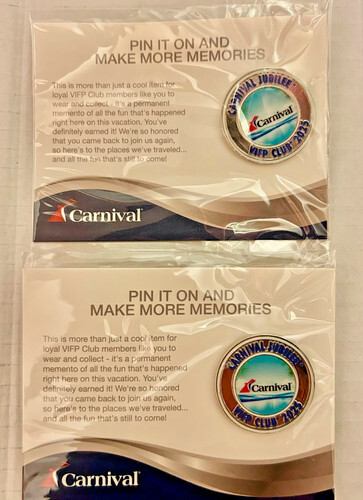 PIN IT ON AND
MAKE MORE MEMORIES
This is more than just a cool item for
loyal VIFP Club members like you to
wear and collect - it's a permanent
memento of all the fun that's happened
right here on this vacation. You've
definitely earned it! We're so honored
that you came back to join us again,
so here's to the places we've traveled...
and all the fun that's still to come!
CARNIVAL JUBILEE
Carnival
VIFP CLUB 2025
Carnival
PIN IT ON AND
MAKE MORE MEMORIES
This is more than just a cool item for
loyal VIFP Club members like you to
wear and collect - it's a permanent
memento of all the fun that's happened
right here on this vacation. You've
definitely earned it! We're so honored
that you came back to join us again,
so here's to the places we've traveled...
and all the fun that's still to come!
CARNIVAL JUBILEE
Carnival
VIFP CLUB 2025
Carnival